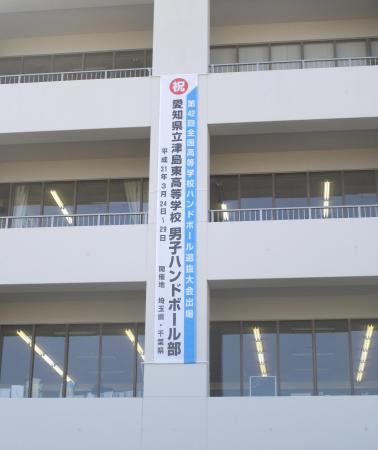 祝
第42回全国高等学校ハンドボール選抜大会出場
愛知県立津島東高等学校 男子ハンドボール部
平成31年3月24日～29日 開催地 埼玉県・千葉県